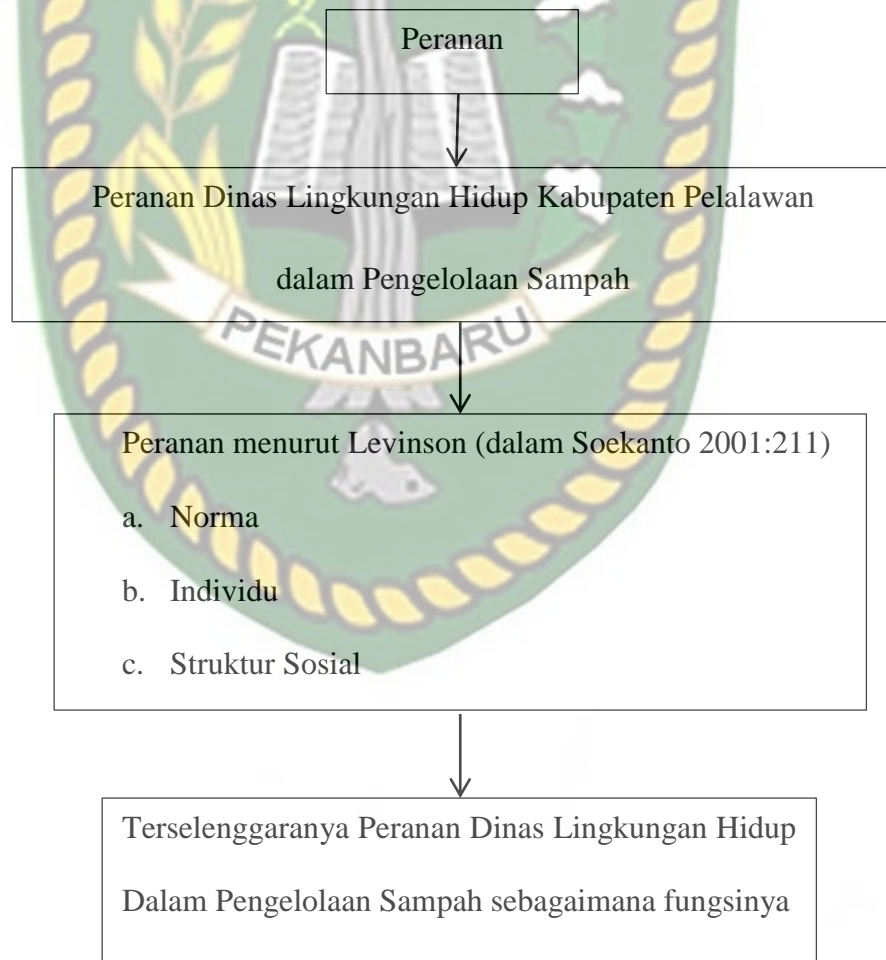 Peranan
Peranan Dinas Lingkungan Hidup Kabupaten Pelalawan
dalam Pengelolaan Sampah
PEKANBARU
Peranan menurut Levinson (dalam Soekanto 2001:211)
a. Norma
b. Individu
c. Struktur Sosial
Terselenggaranya Peranan Dinas Lingkungan Hidup
Dalam Pengelolaan Sampah sebagaimana fungsinya